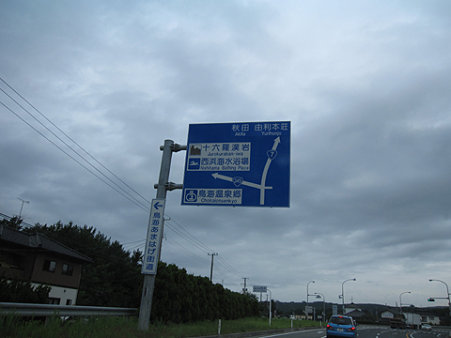 秋田 由利本荘
Akita Yurihonjo
十六羅漢岩
Jurokurakan-iwa
7
西浜海水浴場
Nishihama Bathing Place
鳥海温泉郷
Chokaionsenkyo
鳥海あまはげ街道